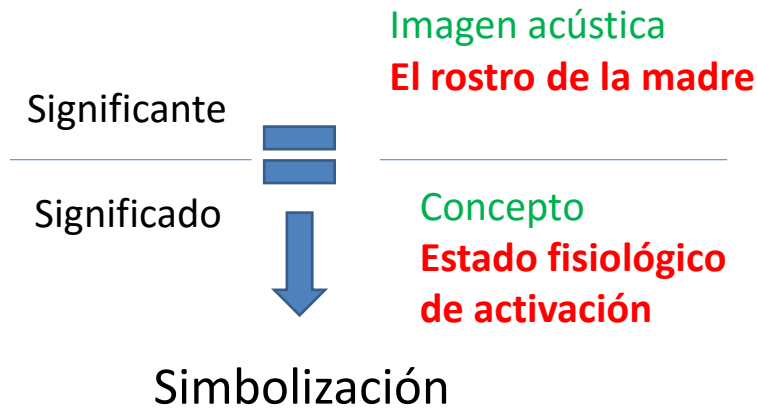 Significante
Imagen acústica
El rostro de la madre
Significado
Concepto
Estado fisiológico
de activación
Simbolización